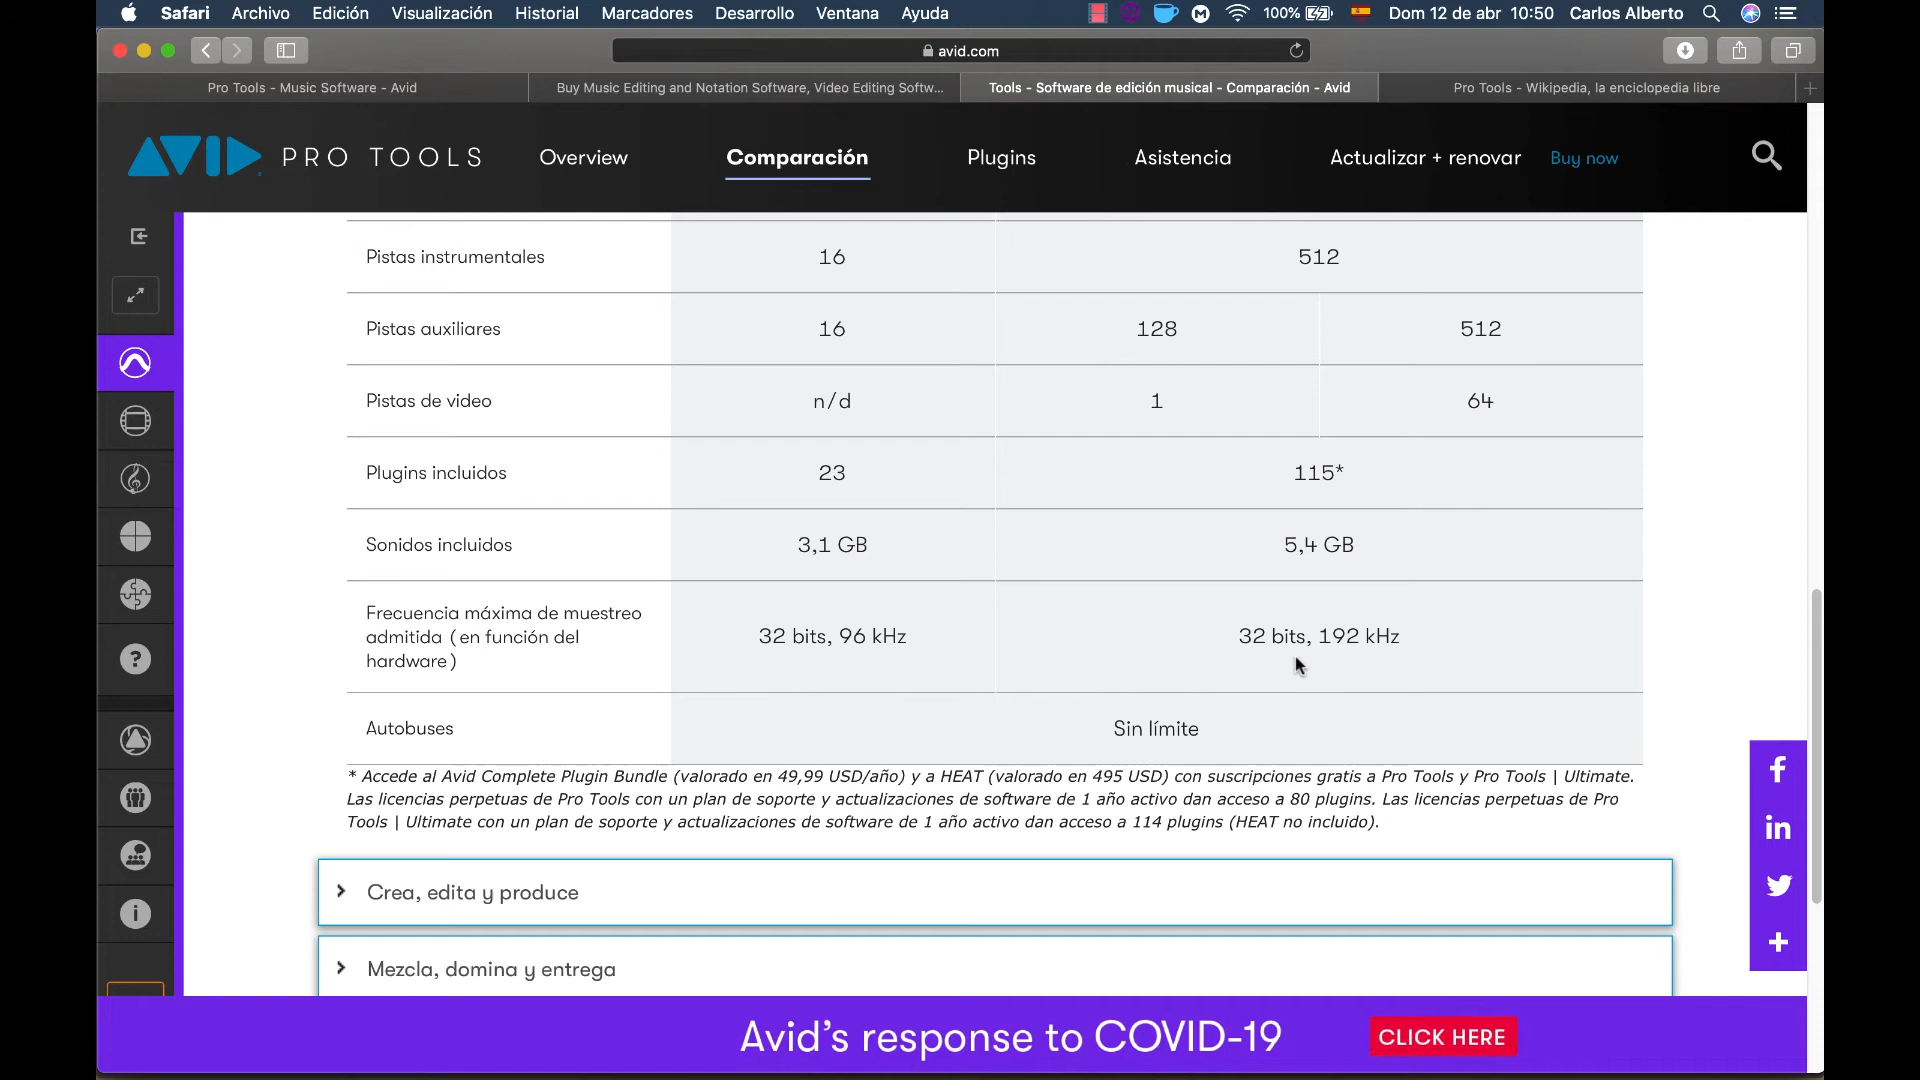 Safari Archivo Edición Visualización Historial Marcadores Desarrollo Ventana Ayuda 100% Dom 12 de abr 10:50 Carlos Alberto
avid.com
Pro Tools - Music Software - Avid Buy Music Editing and Notation Software, Video Editing Softw... Tools - Software de edición musical - Comparación - Avid Pro Tools - Wikipedia, la enciclopedia libre
AVID PRO TOOLS Overview Comparación Plugins Asistencia Actualizar + renovar Buy now
Pistas instrumentales 16 512
Pistas auxiliares 16 128 512
Pistas de video n/d 1 64
Plugins incluidos 23 115*
Sonidos incluidos 3,1 GB 5,4 GB
Frecuencia máxima de muestreo
admitida (en función del 32 bits, 96 kHz 32 bits, 192 kHz
hardware)
Autobuses Sin límite
* Accede al Avid Complete Plugin Bundle (valorado en 49,99 USD/año) y a HEAT (valorado en 495 USD) con suscripciones gratis a Pro Tools y Pro Tools | Ultimate.
Las licencias perpetuas de Pro Tools con un plan de soporte y actualizaciones de software de 1 año activo dan acceso a 80 plugins. Las licencias perpetuas de Pro
Tools | Ultimate con un plan de soporte y actualizaciones de software de 1 año activo dan acceso a 114 plugins (HEAT no incluido).
Crea, edita y produce
Mezcla, domina y entrega
Avid's response to COVID-19 CLICK HERE